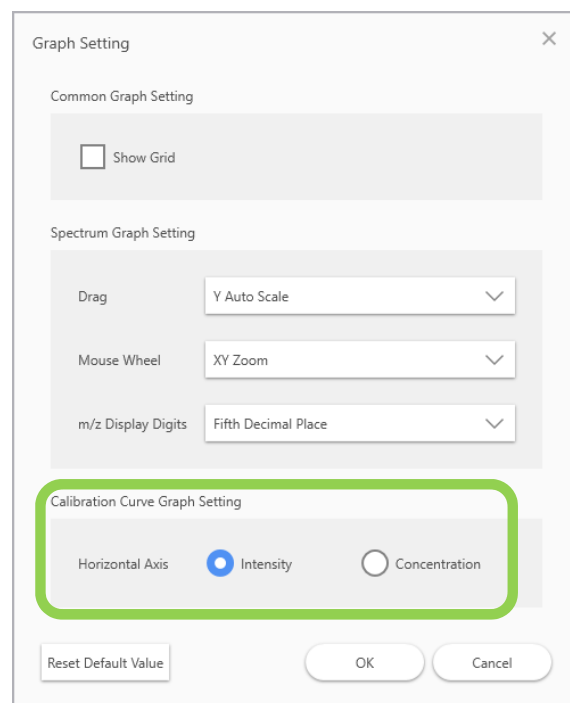 Graph Setting
Common Graph Setting
Show Grid
Spectrum Graph Setting
Drag Y Auto Scale
Mouse Wheel XY Zoom
m/z Display Digits Fifth Decimal Place
Calibration Curve Graph Setting
Horizontal Axis Intensity Concentration
Reset Default Value OK Cancel